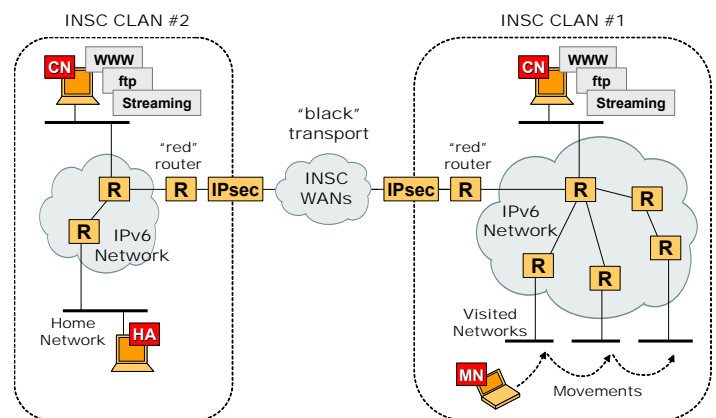 INSC CLAN #2
INSC CLAN #1
CN
WWW
ftp
Streaming
CN
WWW
ftp
Streaming
"black"
transport
"red"
router
"red"
router
R
R
IPsec
INSC
WANs
IPsec
R
R
R
R
IPv6
Network
IPv6
Network
R
R
R
Home
Network
HA
Visited
Networks
MN
Movements